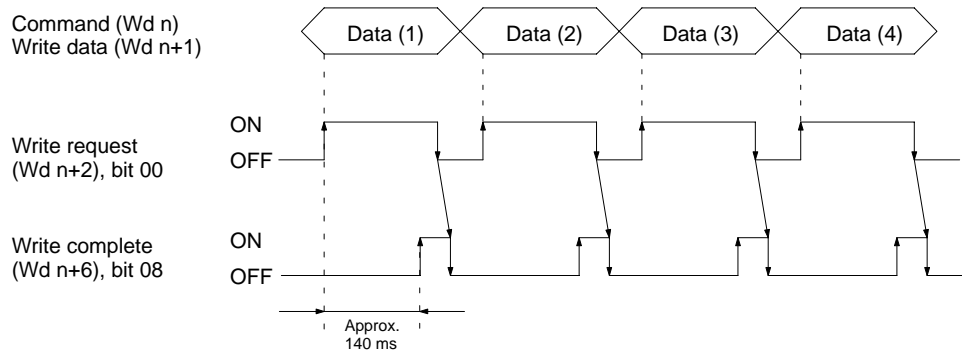 Command (Wd n)
Write data (Wd n+1)
Data (1)
Data (2)
Data (3)
Data (4)
Write request
(Wd n+2), bit 00
ON
OFF
Write complete
(Wd n+6), bit 08
ON
OFF
Approx.
140 ms